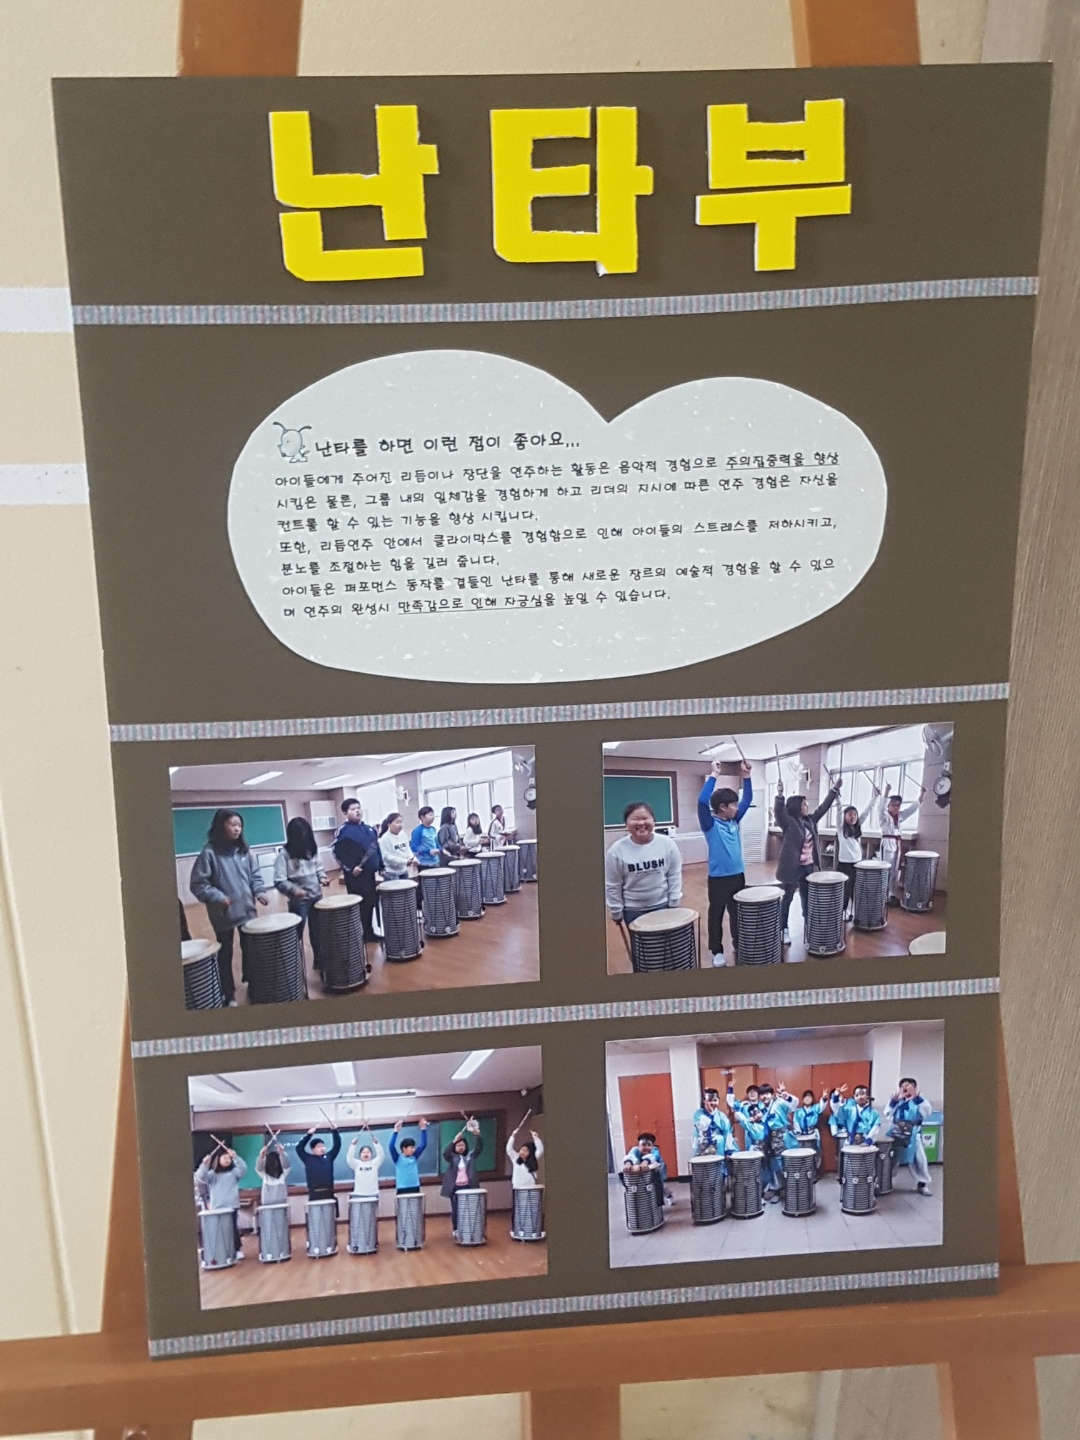 난타부
난타를 하면 이런 점이 좋아요...
아이들에게 주어진 리듬이나 장단을 연주하는 활동은 음악적 경험으로 주의집중력을 향상
시킴은 물론, 그룹 내의 일체감을 경험하게 하고 리더의 지시에 따른 연주 경험은 자신을
컨트롤 할 수 있는 기능을 향상 시킵니다.
또한, 리듬연주 안에서 클라이막스를 경험함으로 인해 아이들의 스트레스를 저하시키고,
분노를 조절하는 힘을 길러 줍니다.
아이들은 퍼포먼스 동작를 곁들인 난타를 통해 새로운 장르의 예술적 경험을 할 수 있으
며 연주의 완성시 만족감으로 인해 자긍심을 높일 수 있습니다.
BLUSH